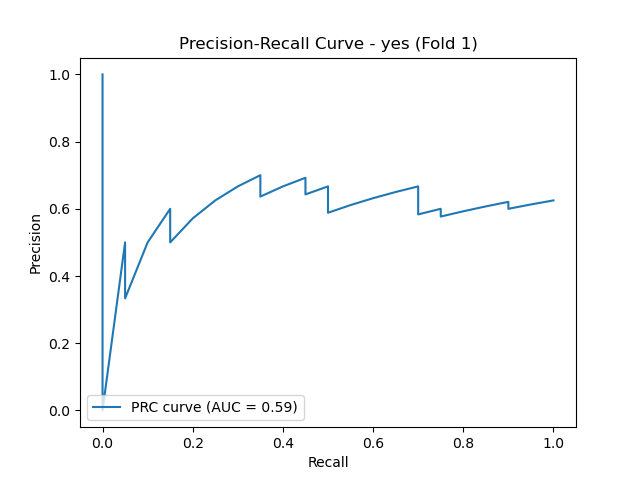 Precision-Recall Curve - yes (Fold 1)
1.0
0.8
0.6
0.4
0.2
0.0
Precision
PRC curve (AUC = 0.59)
0.0 0.2 0.4 0.6 0.8 1.0
Recall